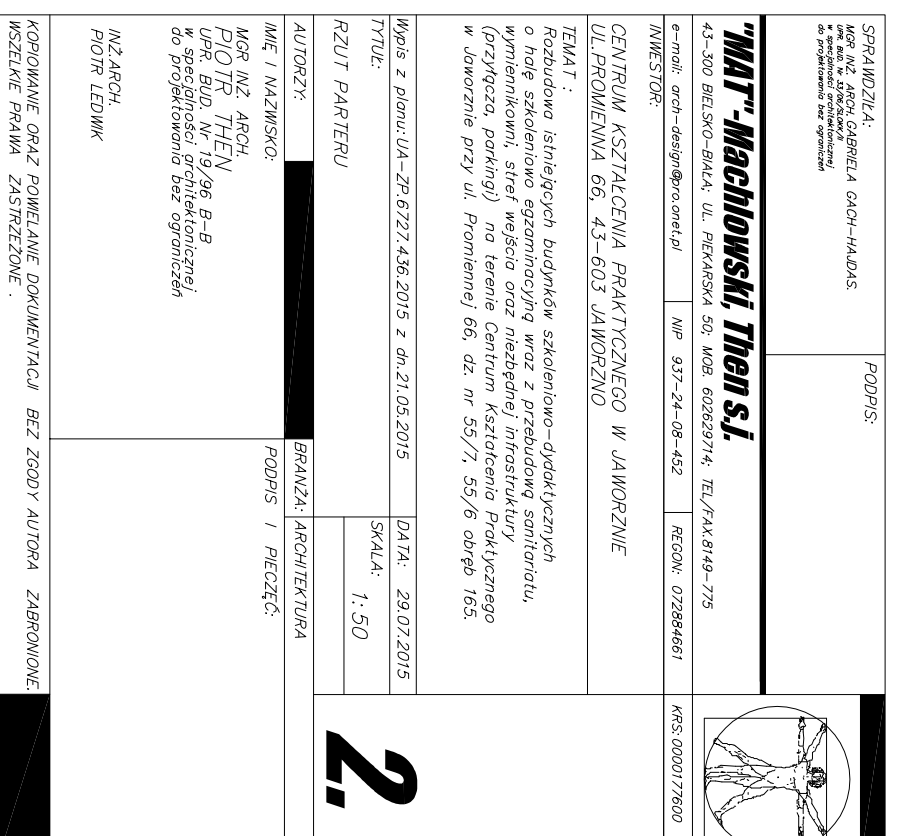 SPRAWDZIŁA:
MGR INŻ. ARCH. GABRIELA GACH-HAJDAS.
UPR. BUD. Nr 33/06/SLOKK/II
w specjalności architektonicznej
do projektowania bez ograniczeń
PODPIS:
"MAT"-Machlowski, Then s.j.
43-300 BIELSKO-BIAŁA; UL. PIEKARSKA 50; MOB. 602629714; TEL/FAX.8149-775
e-mail: arch-design@pro.onet.pl
NIP 937-24-08-452
REGON: 072884661
KRS: 0000177600
INWESTOR:
CENTRUM KSZTAŁCENIA PRAKTYCZNEGO W JAWORZNIE
UL.PROMIENNA 66, 43-603 JAWORZNO
TEMAT :
Rozbudowa istniejących budynków szkoleniowo-dydaktycznych
o halę szkoleniowo egzaminacyjną wraz z przebudową sanitariatu,
wymiennikowni, stref wejścia oraz niezbędnej infrastruktury
(przyłącza, parkingi) na terenie Centrum Kształcenia Praktycznego
w Jaworznie przy ul. Promiennej 66, dz. nr 55/7, 55/6 obręb 165.
Wypis z planu:UA-ZP.6727.436.2015 z dn.21.05.2015
DATA: 29.07.2015
TYTUŁ:
RZUT PARTERU
SKALA:
1:50
2.
AUTORZY:
BRANŻA: ARCHITEKTURA
IMIĘ I NAZWISKO:
PODPIS I PIECZĘĆ:
MGR INŻ. ARCH.
PIOTR THEN
UPR. BUD. Nr 19/96 B-B
w specjalności architektonicznej
do projektowania bez ograniczeń
INŻ.ARCH.
PIOTR LEDWIK
KOPIOWANIE ORAZ POWIELANIE DOKUMENTACJI BEZ ZGODY AUTORA ZABRONIONE.
WSZELKIE PRAWA ZASTRZEŻONE .